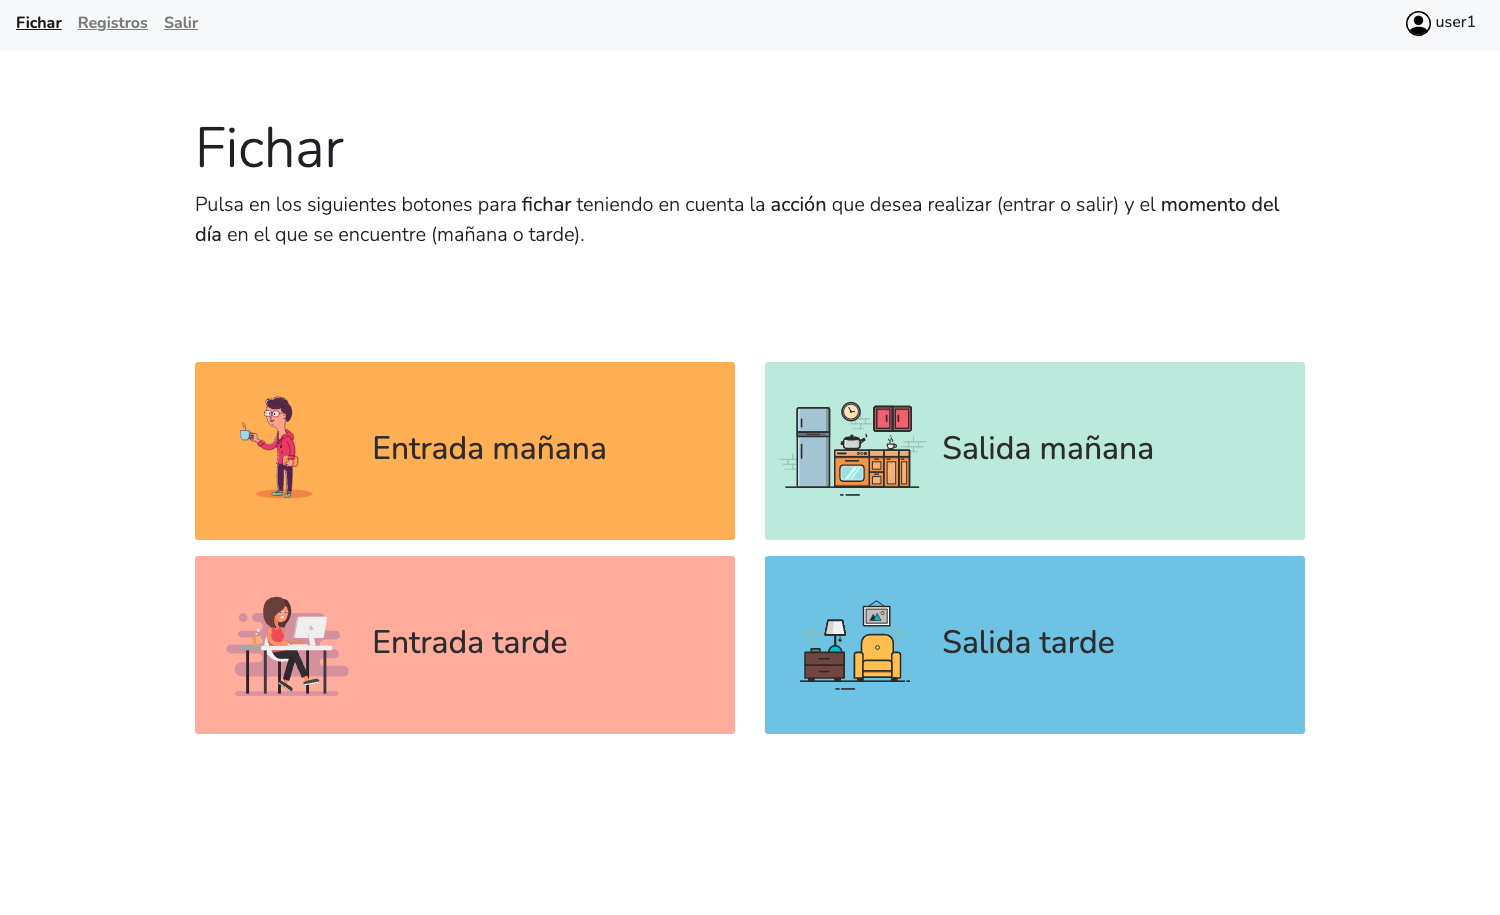 Fichar Registros Salir user1
Fichar
Pulsa en los siguientes botones para fichar teniendo en cuenta la acción que desea realizar (entrar o salir) y el momento del
día en el que se encuentre (mañana o tarde).
Entrada mañana
Salida mañana
Entrada tarde
Salida tarde